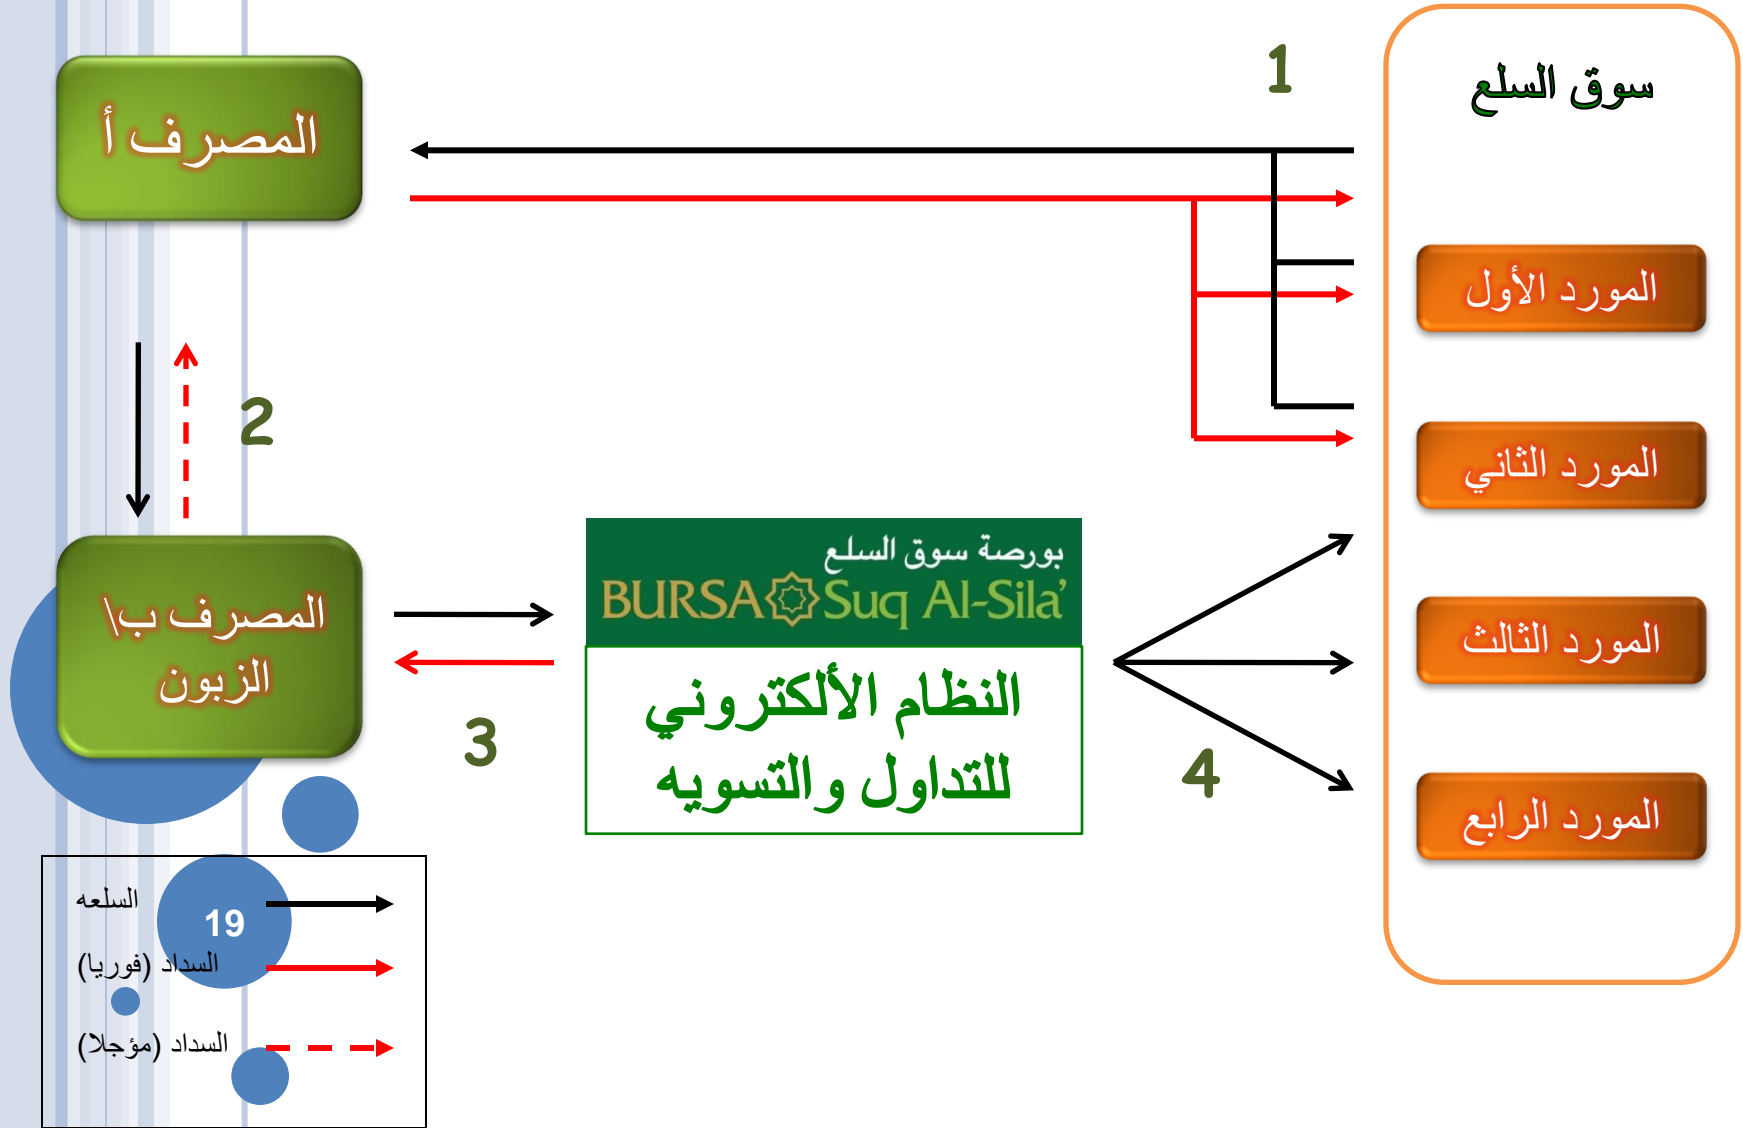 1
سوق السلع
المصرف أ
المورد الأول
2
المورد الثاني
بورصة سوق السلع
BURSA Suq Al-Sila'
المصرف ب\
الزبون
المورد الثالث
النظام الألكتروني
للتداول والتسويه
3
4
المورد الرابع
السلعه
19
السداد (فوريا)
السداد (مؤجلا)